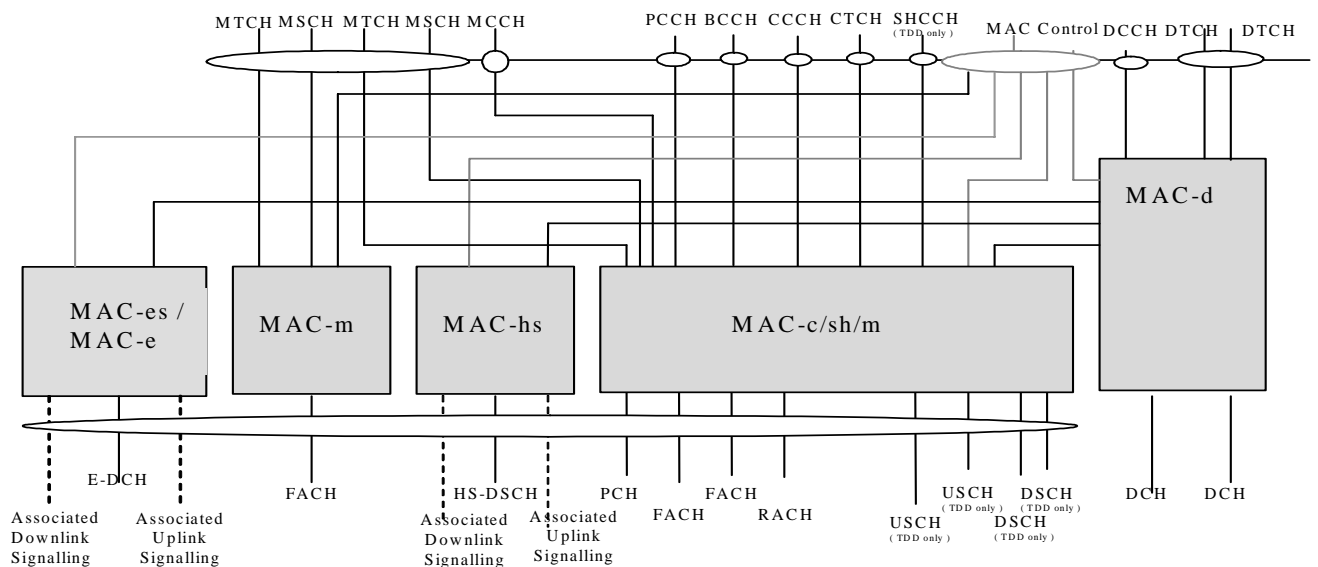 MTCH MSCH MTCH MSCH MCCH PCCH BCCH CCCH CTCH SHCCH MAC Control DCCH DTCH DTCH
( TDD only )
MAC-d
MAC-es /
MAC-e
MAC-m
MAC-hs
MAC-c/sh/m
E-DCH
FACH
HS-DSCH
PCH
FACH
FACH
RACH
USCH
( TDD only )
USCH
( TDD only )
DSCH
( TDD only )
DSCH
( TDD only )
DCH
DCH
Associated
Downlink
Signalling
Associated
Uplink
Signalling
Associated
Downlink
Signalling
Associated
Uplink
Signalling